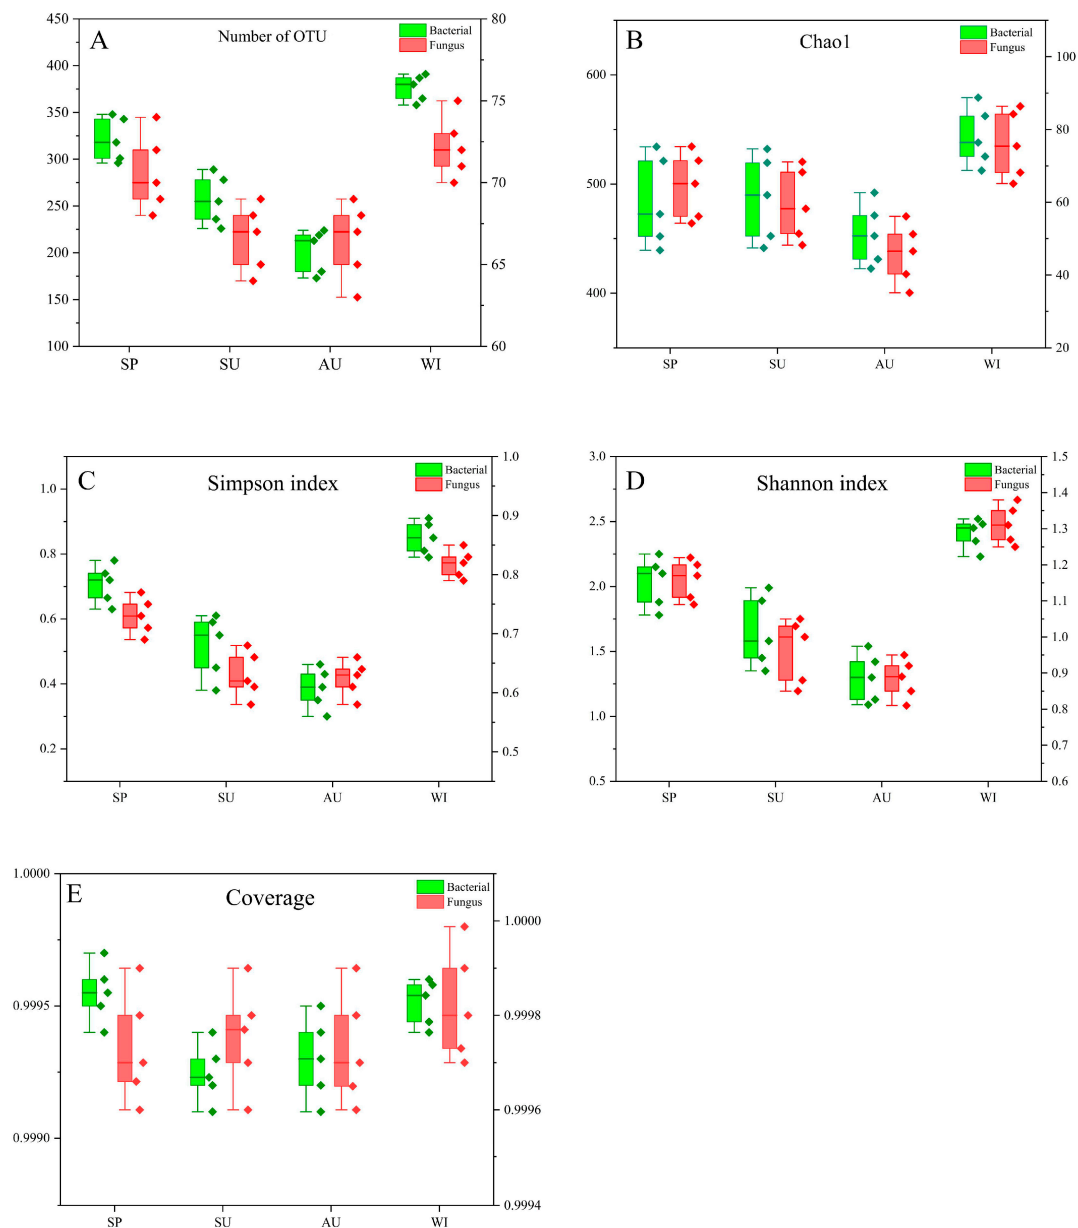 A
Number of OTU
Bacterial
Fungus
450
400
350
300
250
200
150
100
80
75
70
65
60
SP
SU
AU
WI
B
Chao1
Bacterial
Fungus
600
500
400
100
80
60
40
20
SP
SU
AU
WI
C
Simpson index
Bacterial
Fungus
1.0
0.8
0.6
0.4
0.2
1.0
0.9
0.8
0.7
0.6
0.5
SP
SU
AU
WI
D
Shannon index
Bacterial
Fungus
3.0
2.5
2.0
1.5
1.0
0.5
1.5
1.4
1.3
1.2
1.1
1.0
0.9
0.8
0.7
0.6
SP
SU
AU
WI
E
Coverage
Bacterial
Fungus
1.0000
0.9995
0.9990
1.0000
0.9998
0.9996
0.9994
SP
SU
AU
WI